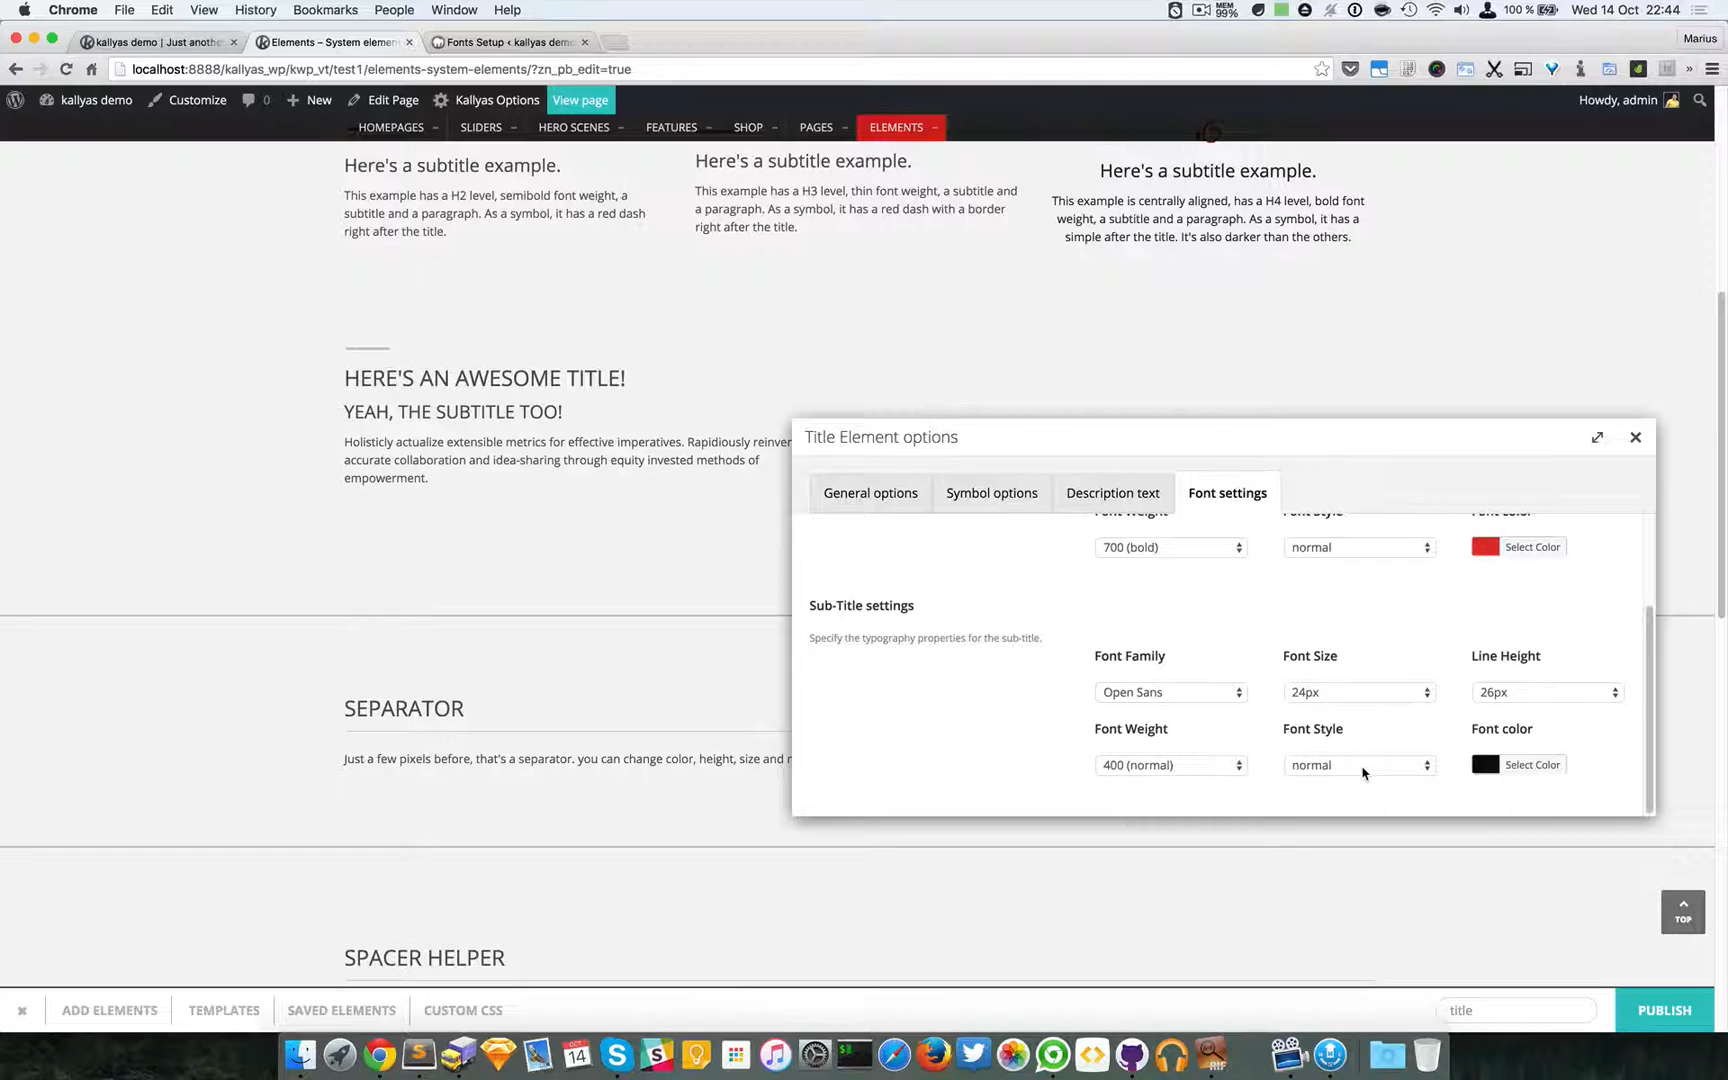 Chrome File Edit View History Bookmarks People Window Help MEM 99% 100 % Wed 14 Oct 22:44
kallyas demo | Just anothe Elements – System elemen Fonts Setup ‹ kallyas demo Marius
localhost:8888/kallyas_wp/kwp_vt/test1/elements-system-elements/?zn_pb_edit=true
kallyas demo Customize 0 New Edit Page Kallyas Options View page Howdy, admin
HOMEPAGES SLIDERS HERO SCENES FEATURES SHOP PAGES ELEMENTS
Here's a subtitle example.
This example has a H2 level, semibold font weight, a
subtitle and a paragraph. As a symbol, it has a red dash
right after the title.
Here's a subtitle example.
This example has a H3 level, thin font weight, a subtitle and
a paragraph. As a symbol, it has a red dash with a border
right after the title.
Here's a subtitle example.
This example is centrally aligned, has a H4 level, bold font
weight, a subtitle and a paragraph. As a symbol, it has a
simple after the title. It's also darker than the others.
HERE'S AN AWESOME TITLE!
YEAH, THE SUBTITLE TOO!
Holisticly actualize extensible metrics for effective imperatives. Rapidiously reinver
accurate collaboration and idea-sharing through equity invested methods of
empowerment.
Title Element options
General options Symbol options Description text Font settings
Font Weight Font Style Font color
700 (bold) normal Select Color
Sub-Title settings
Specify the typography properties for the sub-title.
Font Family Font Size Line Height
Open Sans 24px 26px
Font Weight Font Style Font color
400 (normal) normal Select Color
SEPARATOR
Just a few pixels before, that's a separator. you can change color, height, size and
TOP
SPACER HELPER
ADD ELEMENTS TEMPLATES SAVED ELEMENTS CUSTOM CSS title PUBLISH
14
RIF